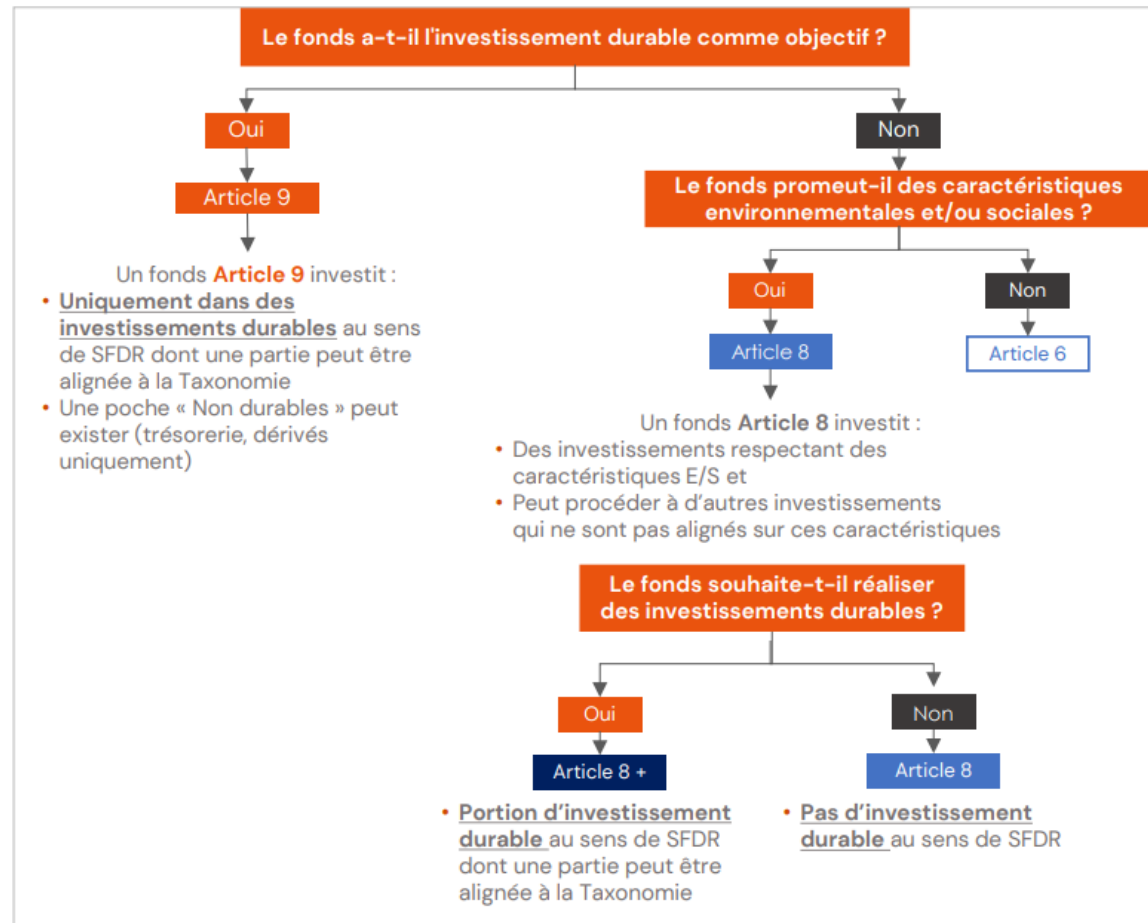 Le fonds a-t-il l'investissement durable comme objectif ?
Oui
Non
Article 9
Le fonds promeut-il des caractéristiques
environnementales et/ou sociales ?
Un fonds Article 9 investit :
• Uniquement dans des
investissements durables au sens
de SFDR dont une partie peut être
alignée à la Taxonomie
• Une poche « Non durables » peut
exister (trésorerie, dérivés
uniquement)
Oui
Non
Article 8
Article 6
Un fonds Article 8 investit :
• Des investissements respectant des
caractéristiques E/S et
• Peut procéder à d'autres investissements
qui ne sont pas alignés sur ces caractéristiques
Le fonds souhaite-t-il réaliser
des investissements durables ?
Oui
Non
Article 8 +
Article 8
• Portion d'investissement
durable au sens de SFDR
dont une partie peut être
alignée à la Taxonomie
• Pas d'investissement
durable au sens de SFDR